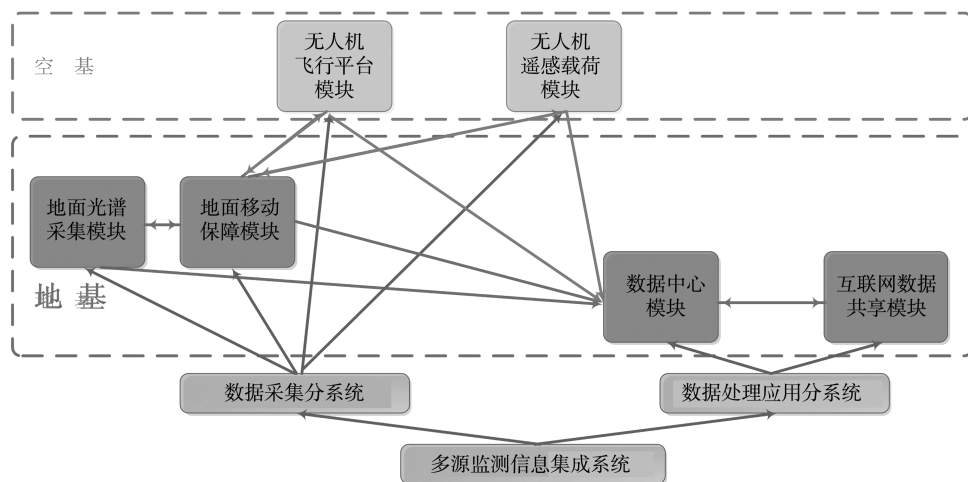 空 基
无人机
飞行平台
模块
无人机
遥感载荷
模块
地面光谱
采集模块
地面移动
保障模块
地 基
数据中心
模块
互联网数据
共享模块
数据采集分系统
数据处理应用分系统
多源监测信息集成系统